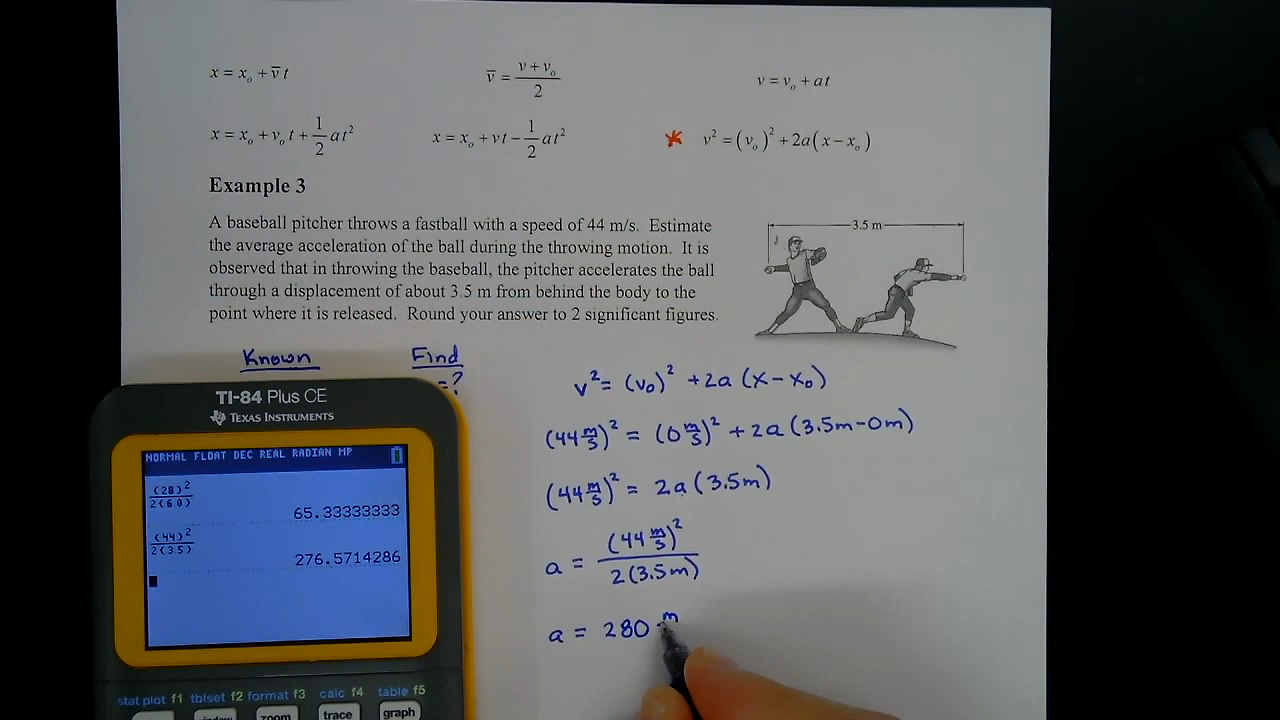 x = x₀ + v̄t
v̄ = (v + v₀)/2
v = v₀ + at
x = x₀ + v₀t + 1/2 at²
x = x₀ + vt − 1/2 at²
* v² = (v₀)² + 2a(x − x₀)
Example 3
A baseball pitcher throws a fastball with a speed of 44 m/s. Estimate
the average acceleration of the ball during the throwing motion. It is
observed that in throwing the baseball, the pitcher accelerates the ball
through a displacement of about 3.5 m from behind the body to the
point where it is released. Round your answer to 2 significant figures.
3.5 m
Known
Find
=?
v² = (v₀)² + 2a(x − x₀)
(44 m/s)² = (0 m/s)² + 2a(3.5m − 0m)
(44 m/s)² = 2a(3.5m)
a = (44 m/s)² / 2(3.5m)
a = 280 m
TI-84 Plus CE
TEXAS INSTRUMENTS
NORMAL FLOAT DEC REAL RADIAN MP
(28)² / 2(6.0)
65.33333333
(44)² / 2(3.5)
276.5714286
stat plot f1 tblset f2 format f3 calc f4 table f5
window zoom trace graph